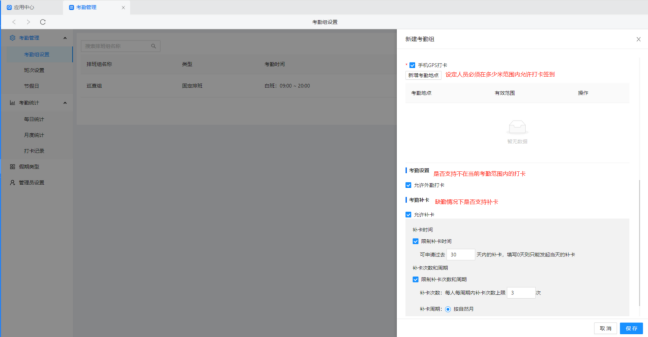 应用中心
考勤管理
考勤组设置
考勤管理
考勤组设置
班次设置
节假日
考勤统计
每日统计
月度统计
打卡记录
假期类型
管理员设置
搜索考勤组名称
考勤组名称
类型
考勤时间
运营组
固定排班
白班：09:00 ~ 18:00
新建考勤组
* 手机GPS打卡
新增考勤地点
设定人员必须在多少米范围内允许打卡签到
考勤地点
有效范围
操作
暂无数据
考勤设置
是否支持不在当前考勤范围内的打卡
允许外勤打卡
考勤补卡
缺勤情况下是否支持补卡
允许补卡
补卡时间
限制补卡时间
可申请过去 30 天内的补卡，填写0天则只能发起当天的补卡
补卡次数和周期
限制补卡次数和周期
补卡次数：每人每周期内补卡次数上限 3 次
补卡周期： 按自然月
取 消
保 存